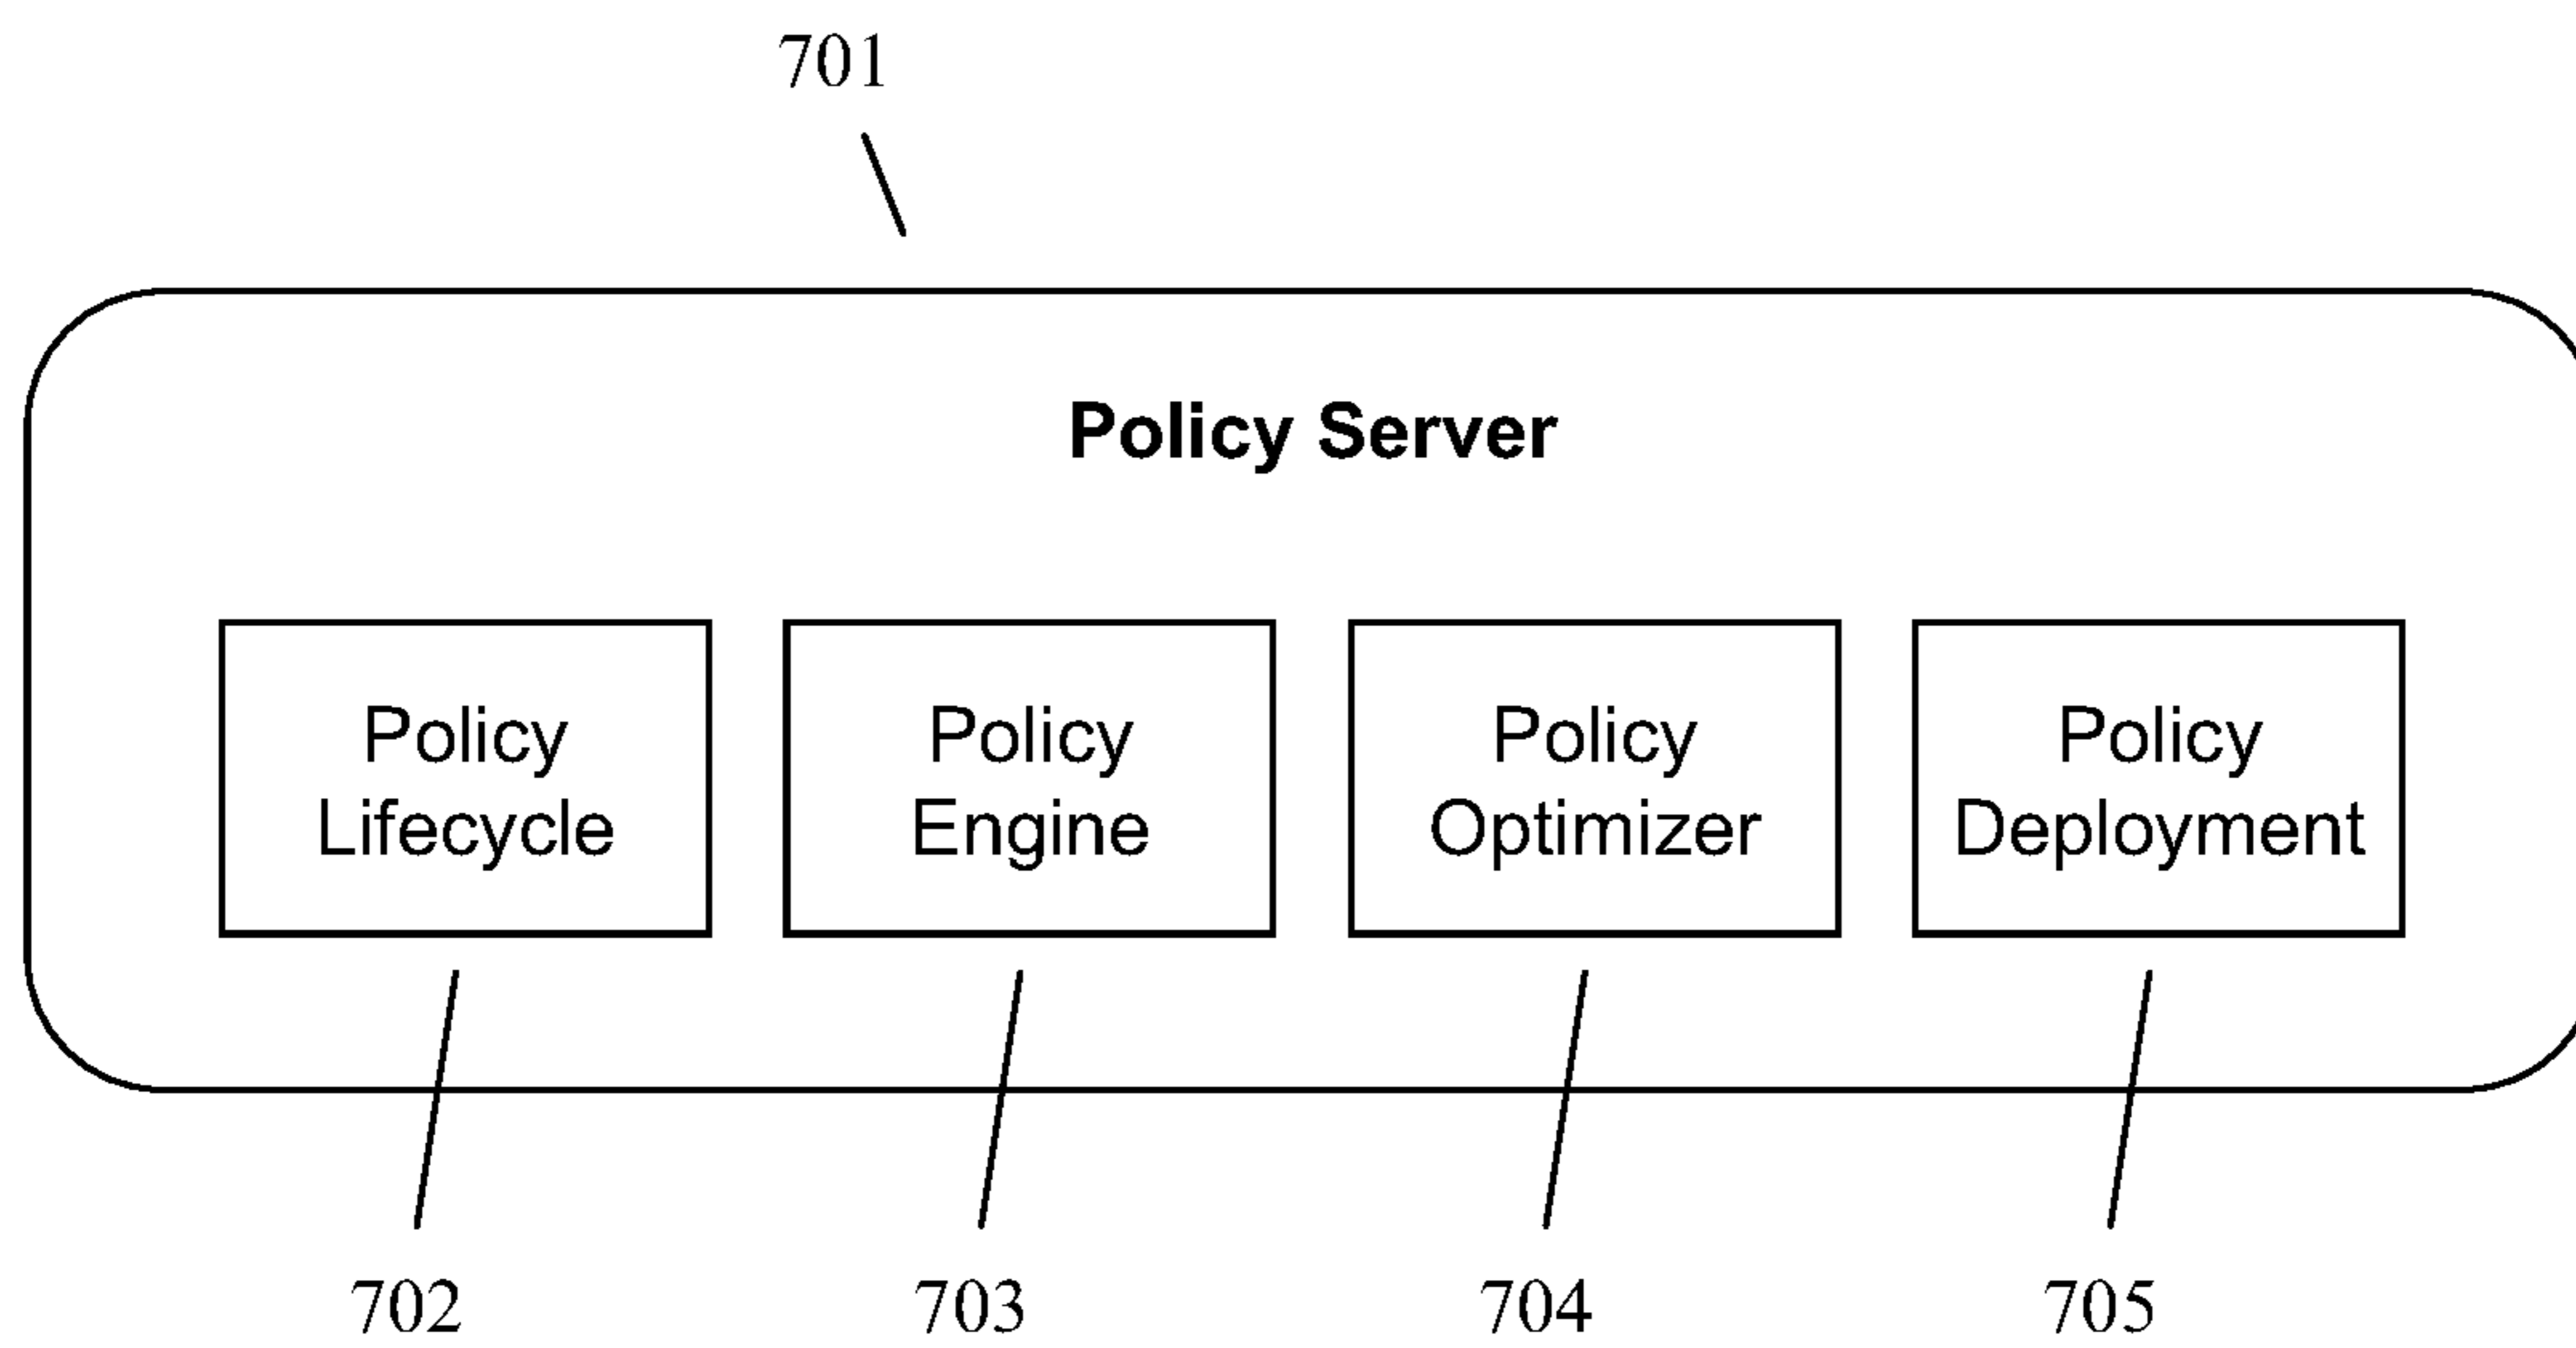 701
Policy Server
Policy
Lifecycle
Policy
Engine
Policy
Optimizer
Policy
Deployment
702
703
704
705